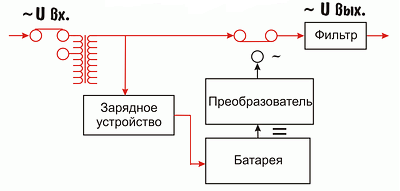 ~ U вх.
~ U вых.
Фильтр
~
Преобразователь
Зарядное
устройство
=
Батарея